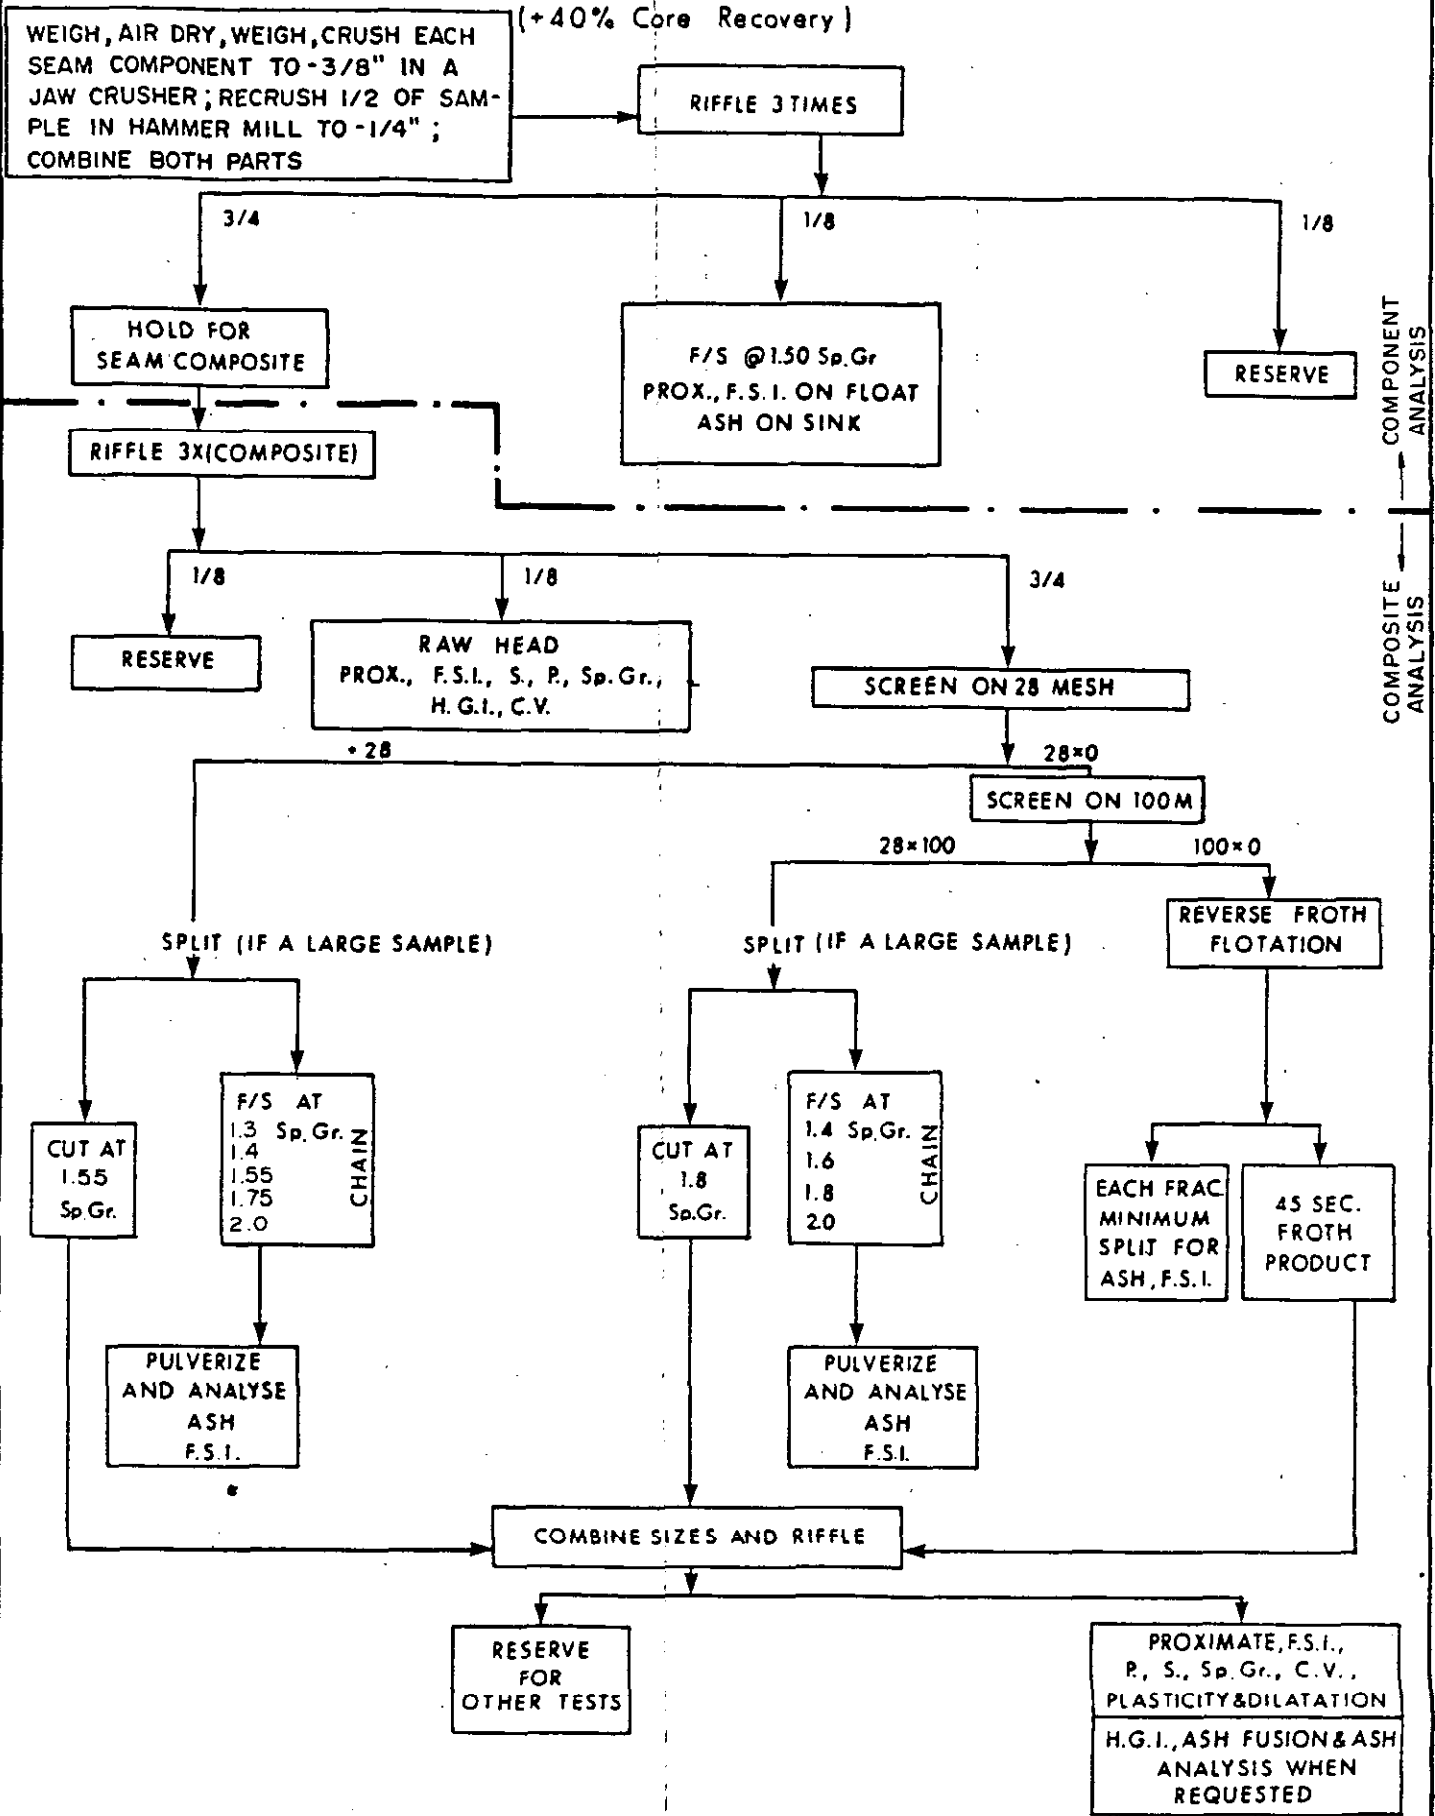 (+40% Core Recovery)
WEIGH, AIR DRY, WEIGH, CRUSH EACH
SEAM COMPONENT TO -3/8" IN A
JAW CRUSHER; RECRUSH 1/2 OF SAM-
PLE IN HAMMER MILL TO -1/4" ;
COMBINE BOTH PARTS
RIFFLE 3 TIMES
3/4
1/8
1/8
HOLD FOR
SEAM COMPOSITE
F/S @ 1.50 Sp.Gr
PROX., F.S.I. ON FLOAT
ASH ON SINK
RESERVE
COMPONENT
ANALYSIS
RIFFLE 3X(COMPOSITE)
1/8
1/8
3/4
COMPOSITE
ANALYSIS
RESERVE
RAW HEAD
PROX., F.S.I., S., P., Sp.Gr.,
H.G.I., C.V.
SCREEN ON 28 MESH
+28
28×0
SCREEN ON 100M
28×100
100×0
REVERSE FROTH
FLOTATION
SPLIT (IF A LARGE SAMPLE)
SPLIT (IF A LARGE SAMPLE)
CUT AT
1.55
Sp.Gr.
F/S AT
1.3 Sp.Gr.
1.4
1.55
1.75
2.0
CHAIN
CUT AT
1.8
Sp.Gr.
F/S AT
1.4 Sp.Gr.
1.6
1.8
2.0
CHAIN
EACH FRAC
MINIMUM
SPLIT FOR
ASH, F.S.I.
45 SEC.
FROTH
PRODUCT
PULVERIZE
AND ANALYSE
ASH
F.S.I.
PULVERIZE
AND ANALYSE
ASH
F.S.I.
COMBINE SIZES AND RIFFLE
RESERVE
FOR
OTHER TESTS
PROXIMATE, F.S.I.,
P., S., Sp.Gr., C.V.,
PLASTICITY & DILATATION
H.G.I., ASH FUSION & ASH
ANALYSIS WHEN
REQUESTED